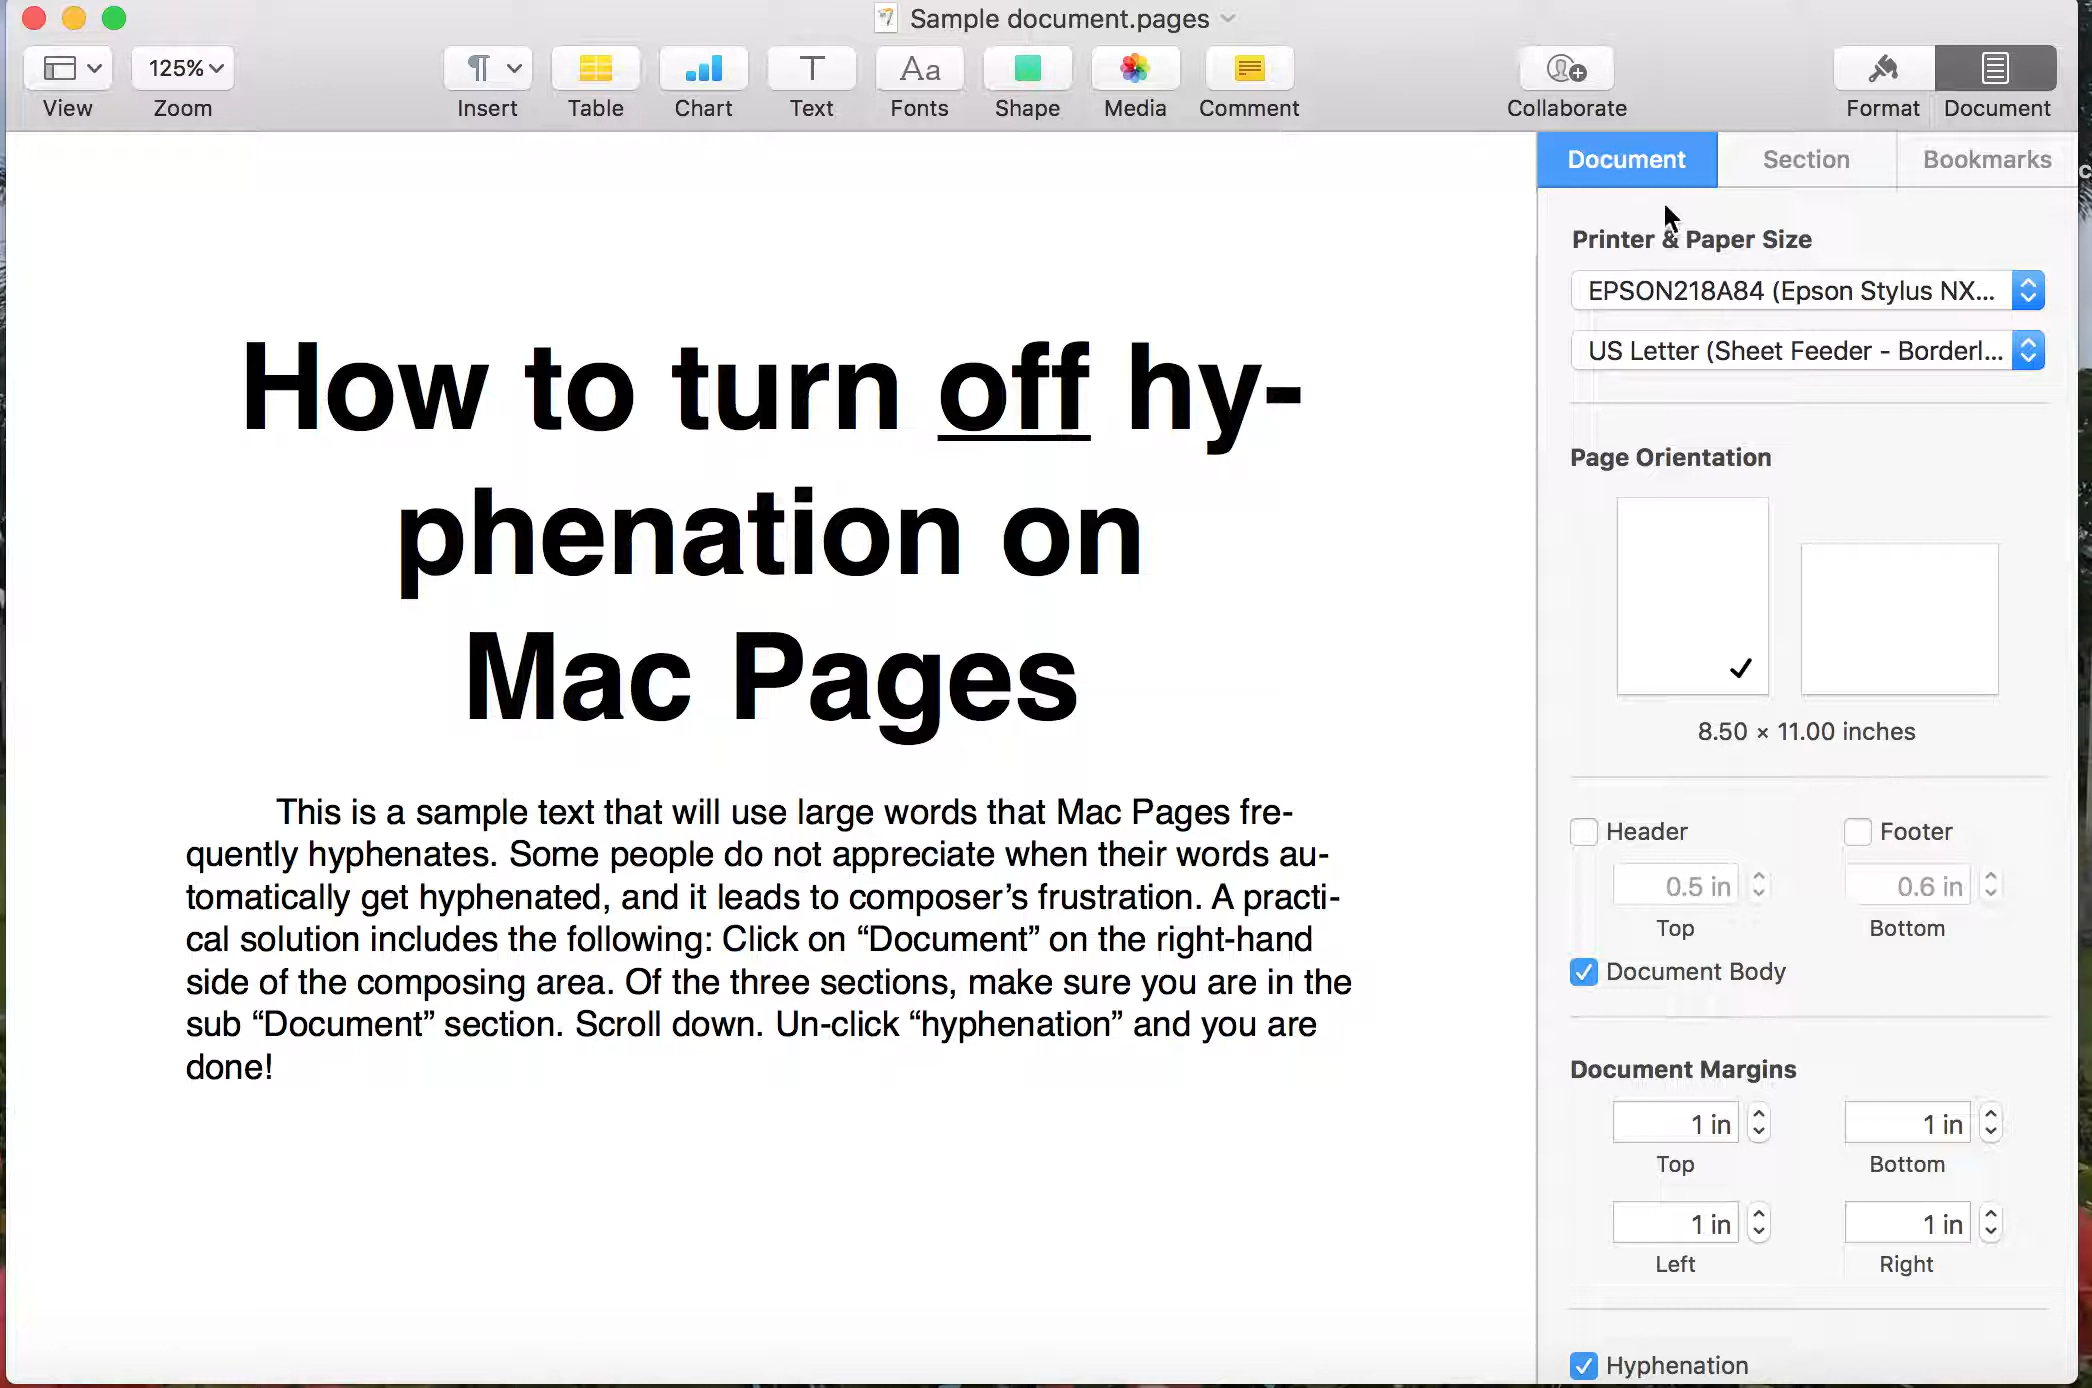 Sample document.pages
125%
View
Zoom
Insert
Table
Chart
T
Text
Aa
Fonts
Shape
Media
Comment
Collaborate
Format
Document
Document
Section
Bookmarks
Printer & Paper Size
EPSON218A84 (Epson Stylus NX...
US Letter (Sheet Feeder - Borderl...
Page Orientation
8.50 × 11.00 inches
Header
Footer
0.5 in
0.6 in
Top
Bottom
Document Body
Document Margins
1 in
1 in
Top
Bottom
1 in
1 in
Left
Right
Hyphenation
How to turn off hy-
phenation on
Mac Pages
This is a sample text that will use large words that Mac Pages fre-
quently hyphenates. Some people do not appreciate when their words au-
tomatically get hyphenated, and it leads to composer’s frustration. A practi-
cal solution includes the following: Click on “Document” on the right-hand
side of the composing area. Of the three sections, make sure you are in the
sub “Document” section. Scroll down. Un-click “hyphenation” and you are
done!